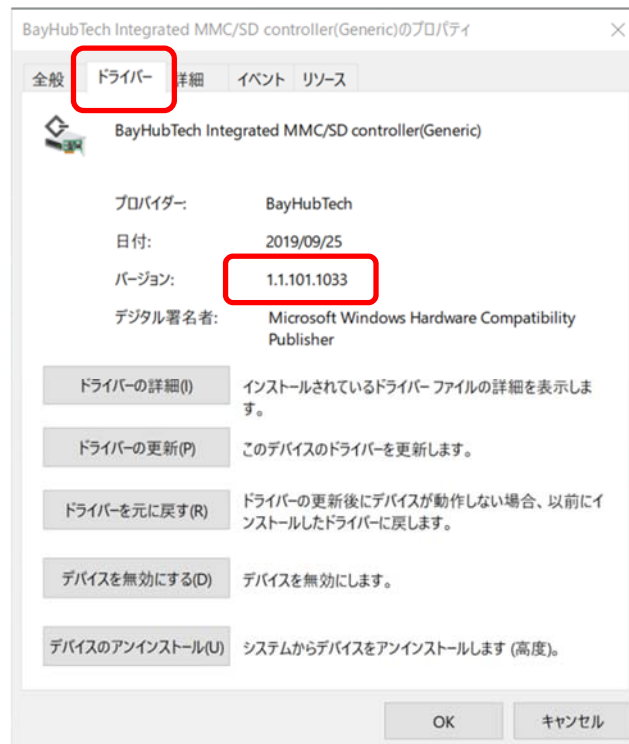 BayHubTech Integrated MMC/SD controller(Generic)のプロパティ
全般 ドライバー 詳細 イベント リソース
BayHubTech Integrated MMC/SD controller(Generic)
プロバイダー: BayHubTech
日付: 2019/09/25
バージョン: 1.1.101.1033
デジタル署名者: Microsoft Windows Hardware Compatibility
Publisher
ドライバーの詳細(I) インストールされているドライバー ファイルの詳細を表示しま
す。
ドライバーの更新(P) このデバイスのドライバーを更新します。
ドライバーを元に戻す(R) ドライバーの更新後にデバイスが動作しない場合、以前にイ
ンストールしたドライバーに戻します。
デバイスを無効にする(D) デバイスを無効にします。
デバイスのアンインストール(U) システムからデバイスをアンインストールします (高度)。
OK キャンセル